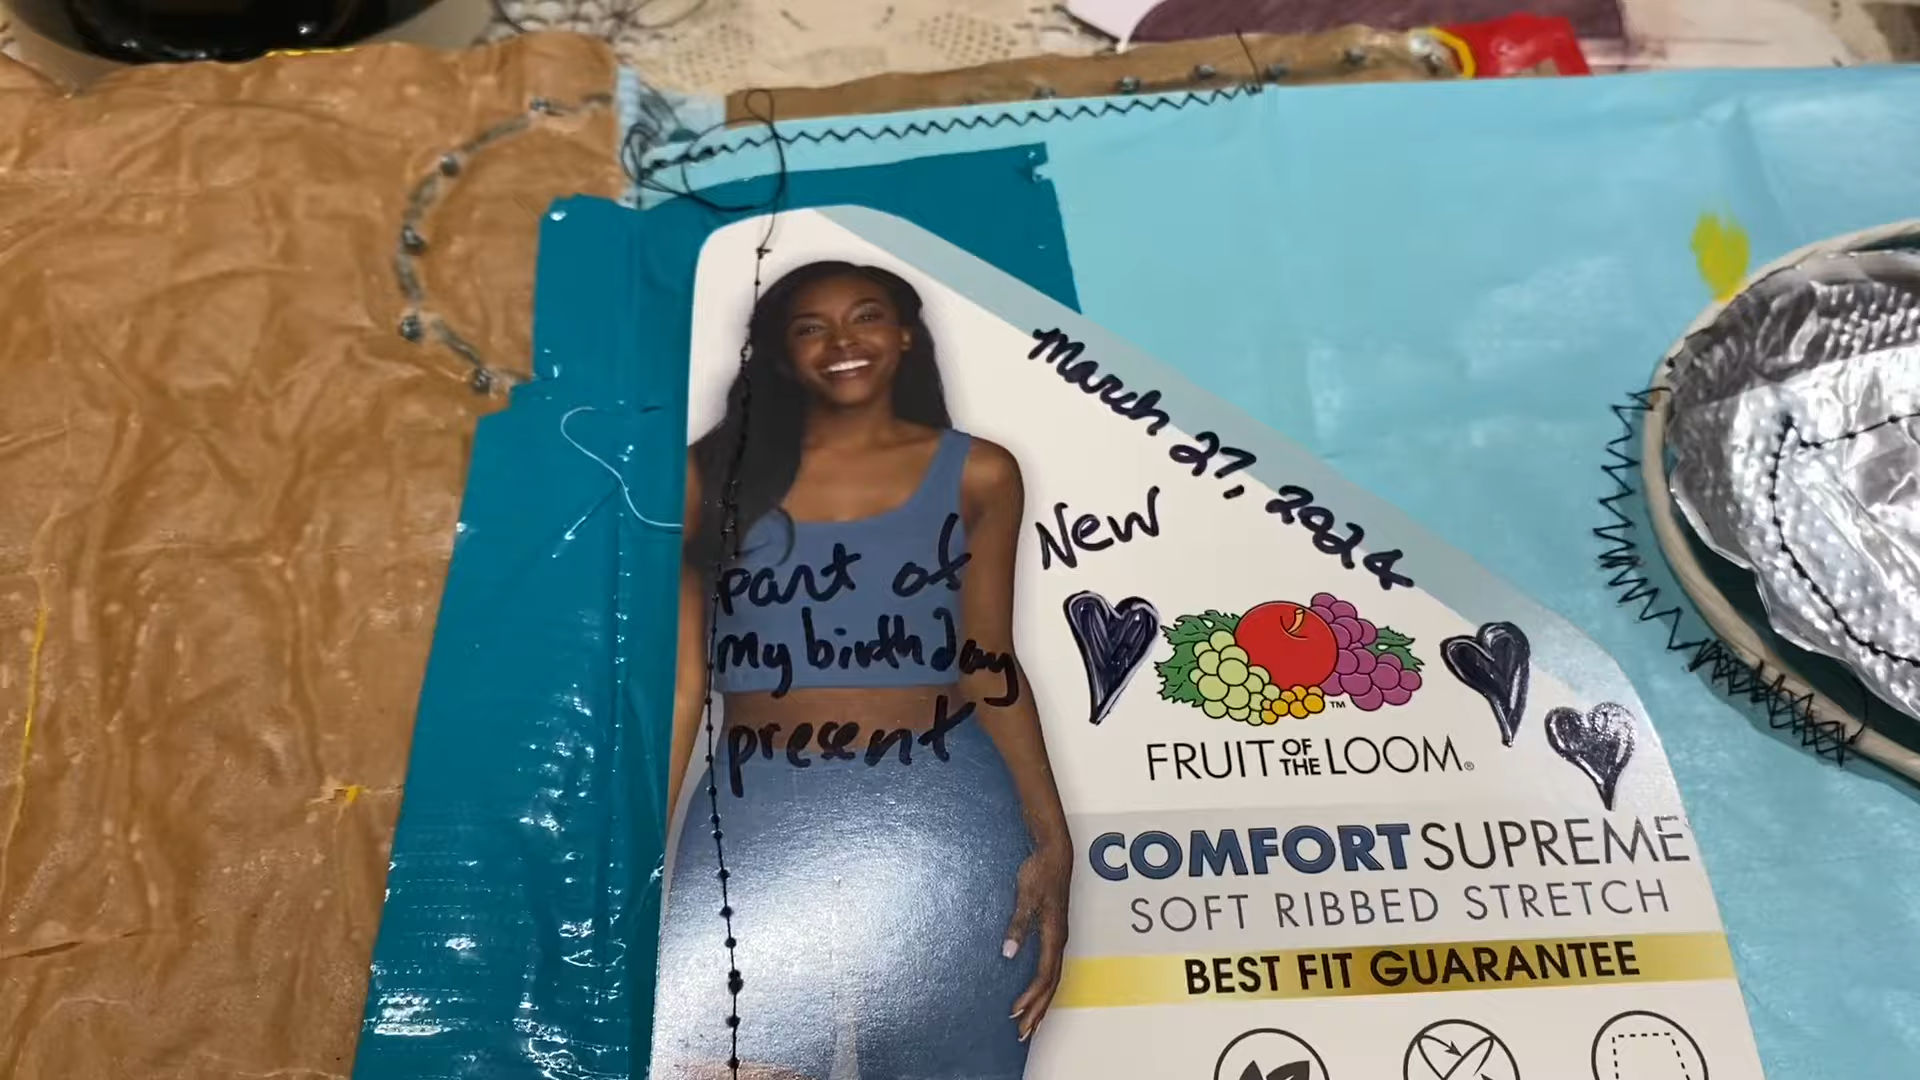 March 27, 2024
New
part of
my birthday
present
TM
FRUIT OF THE LOOM®
COMFORT SUPREME
SOFT RIBBED STRETCH
BEST FIT GUARANTEE